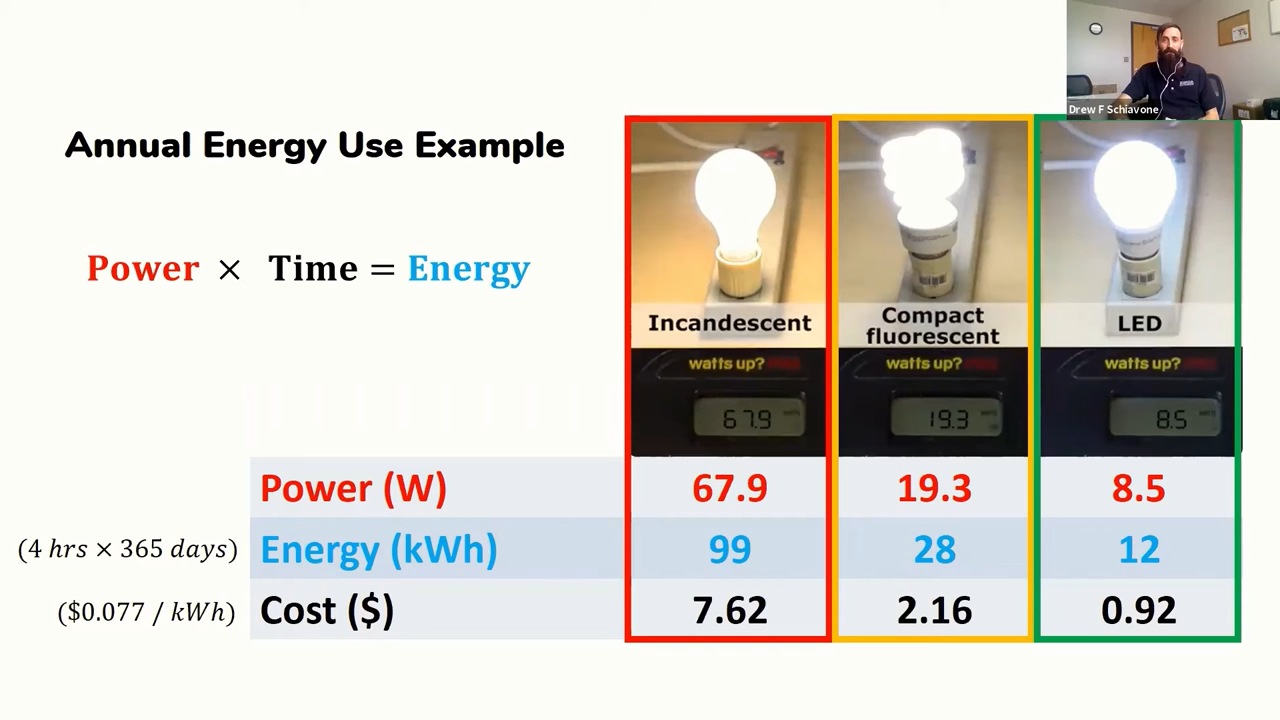 Drew F Schiavone
Annual Energy Use Example
Power × Time = Energy
Incandescent
Compact
fluorescent
LED
watts up?
watts up?
watts up?
67.9
19.3
8.5
Power (W) 67.9 19.3 8.5
(4 hrs × 365 days) Energy (kWh) 99 28 12
($0.077 / kWh) Cost ($) 7.62 2.16 0.92